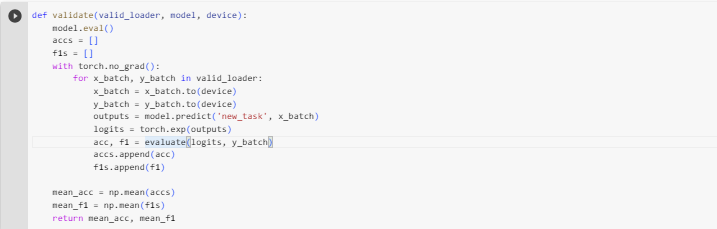 def validate(valid_loader, model, device):
    model.eval()
    accs = []
    f1s = []
    with torch.no_grad():
        for x_batch, y_batch in valid_loader:
            x_batch = x_batch.to(device)
            y_batch = y_batch.to(device)
            outputs = model.predict('new_task', x_batch)
            logits = torch.exp(outputs)
            acc, f1 = evaluate(logits, y_batch)
            accs.append(acc)
            f1s.append(f1)
    mean_acc = np.mean(accs)
    mean_f1 = np.mean(f1s)
    return mean_acc, mean_f1